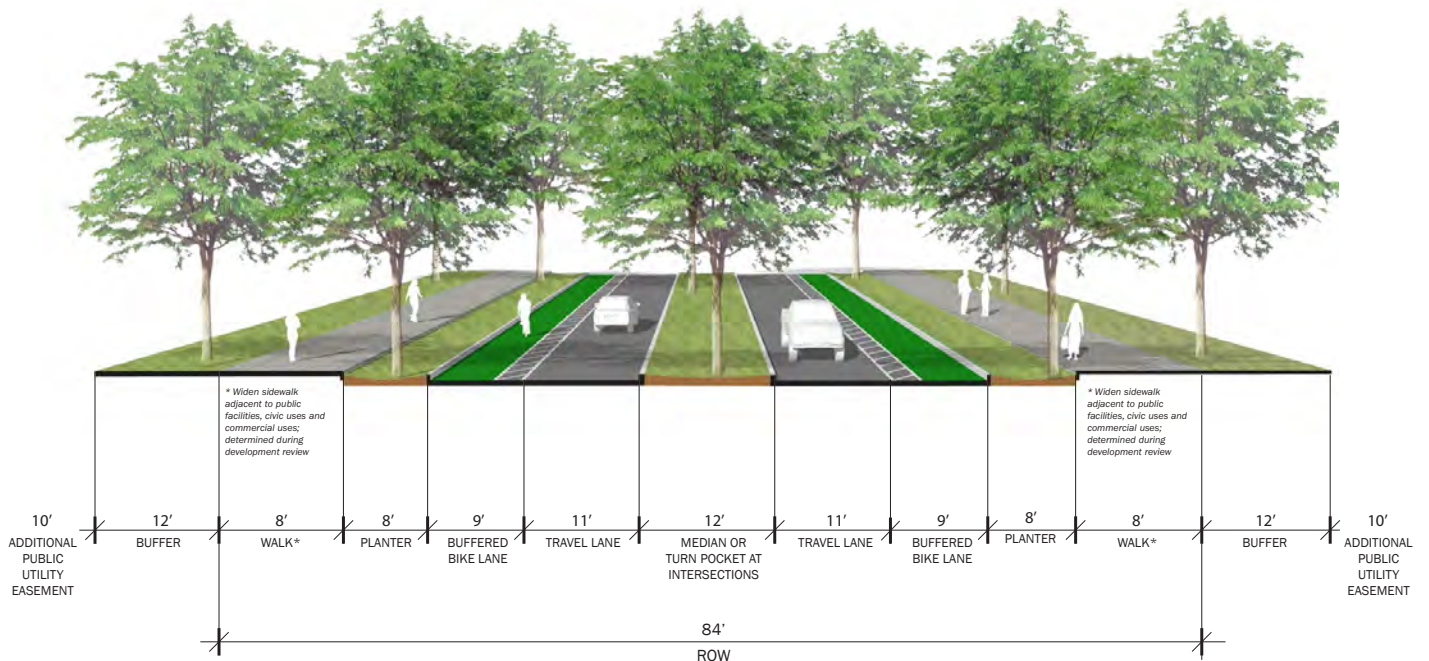 * Widen sidewalk
adjacent to public
facilities, civic uses and
commercial uses;
determined during
development review
* Widen sidewalk
adjacent to public
facilities, civic uses and
commercial uses;
determined during
development review
10'
ADDITIONAL
PUBLIC
UTILITY
EASEMENT
12'
BUFFER
8'
WALK*
8'
PLANTER
9'
BUFFERED
BIKE LANE
11'
TRAVEL LANE
12'
MEDIAN OR
TURN POCKET AT
INTERSECTIONS
11'
TRAVEL LANE
9'
BUFFERED
BIKE LANE
8'
PLANTER
8'
WALK*
12'
BUFFER
10'
ADDITIONAL
PUBLIC
UTILITY
EASEMENT
84'
ROW